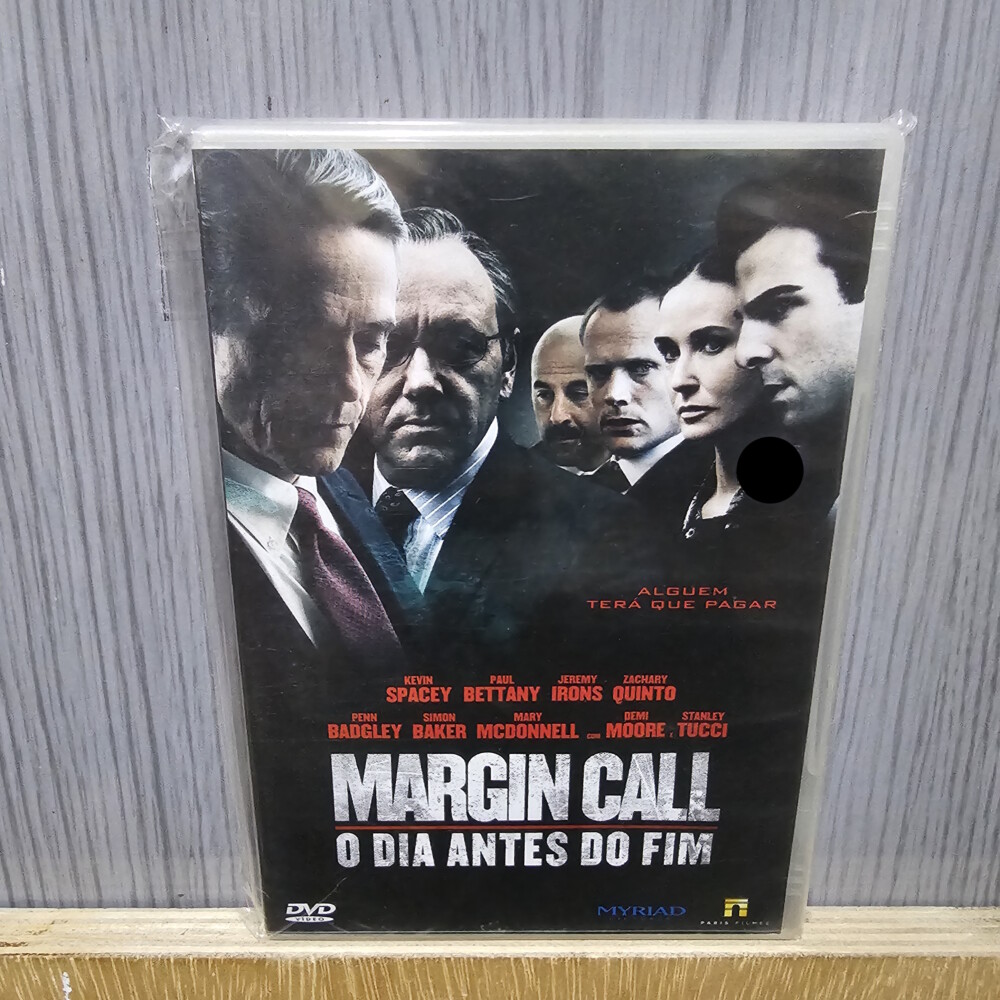 ALGUEM
TERÁ QUE PAGAR
KEVIN SPACEY PAUL BETTANY JEREMY IRONS ZACHARY QUINTO
PENN BADGLEY SIMON BAKER MARY MCDONNELL COM DEMI MOORE E STANLEY TUCCI
MARGIN CALL
O DIA ANTES DO FIM
DVD
VIDEO
MYRIAD
PARIS FILMES